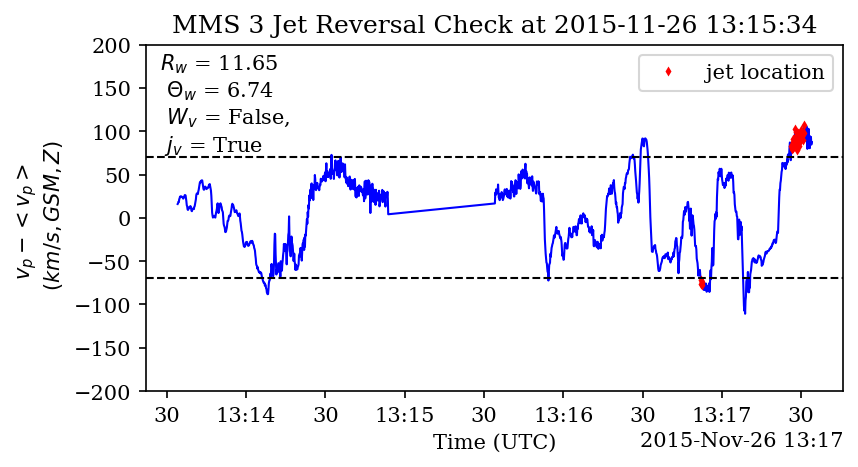 MMS 3 Jet Reversal Check at 2015-11-26 13:15:34
R_w = 11.65
Θ_w = 6.74
W_v = False,
j_v = True
jet location
v_p − < v_p >
(km/s, GSM, Z)
200
150
100
50
0
−50
−100
−150
−200
30 13:14 30 13:15 30 13:16 30 13:17 30
Time (UTC)
2015-Nov-26 13:17